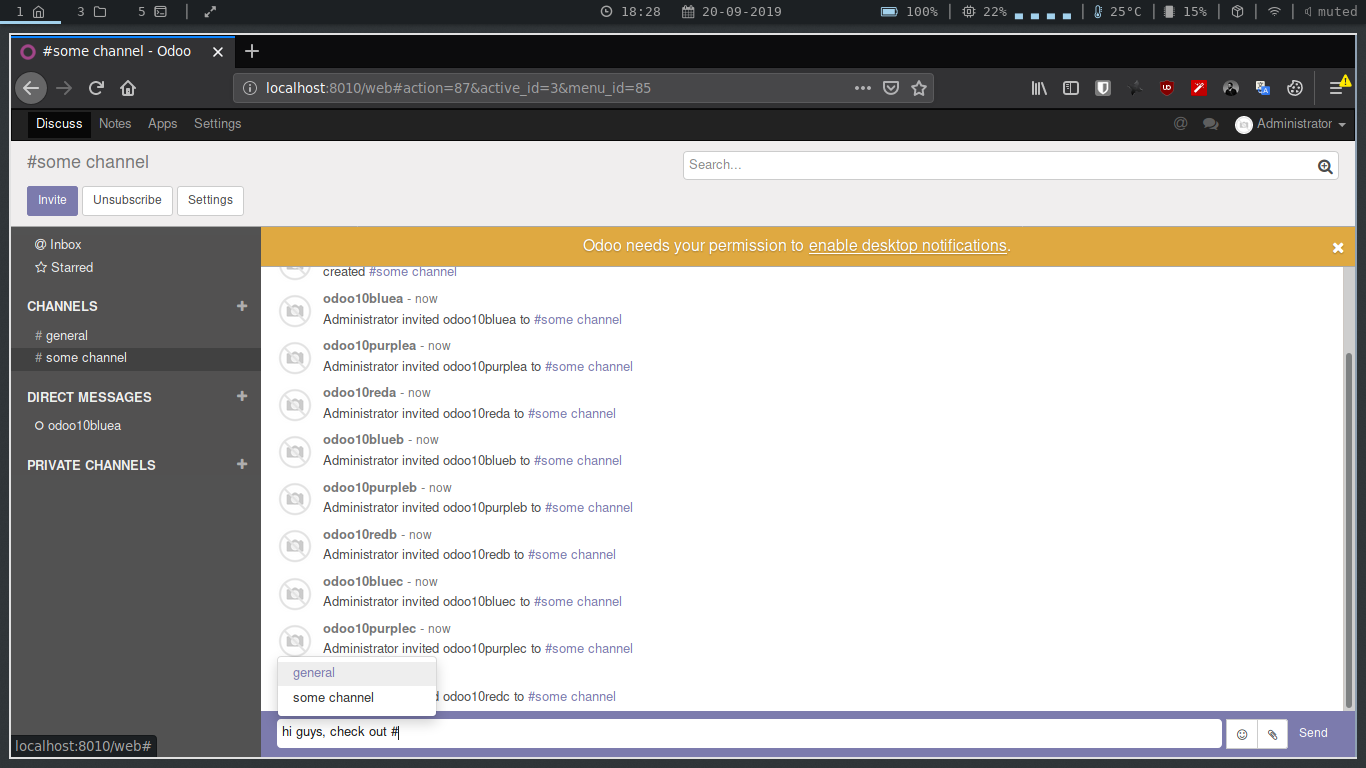 1 3 5 18:28 20-09-2019 100% 22% 25°C 15% muted
#some channel - Odoo
localhost:8010/web#action=87&active_id=3&menu_id=85
Discuss Notes Apps Settings @ Administrator
#some channel
Search...
Invite Unsubscribe Settings
@ Inbox
Starred
CHANNELS +
# general
# some channel
DIRECT MESSAGES +
odoo10bluea
PRIVATE CHANNELS +
localhost:8010/web#
Odoo needs your permission to enable desktop notifications.
created #some channel
odoo10bluea - now
Administrator invited odoo10bluea to #some channel
odoo10purplea - now
Administrator invited odoo10purplea to #some channel
odoo10reda - now
Administrator invited odoo10reda to #some channel
odoo10blueb - now
Administrator invited odoo10blueb to #some channel
odoo10purpleb - now
Administrator invited odoo10purpleb to #some channel
odoo10redb - now
Administrator invited odoo10redb to #some channel
odoo10bluec - now
Administrator invited odoo10bluec to #some channel
odoo10purplec - now
Administrator invited odoo10purplec to #some channel
general
some channel
d odoo10redc to #some channel
hi guys, check out #
Send